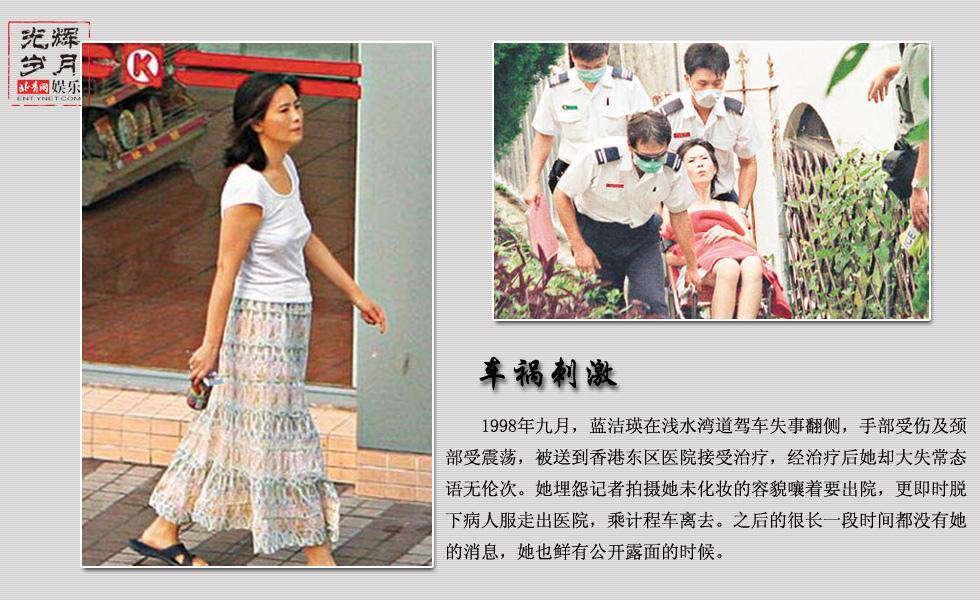 光辉
岁月
北青网 娱乐
ENT.YNET.COM
K
车祸刺激
1998年九月，蓝洁瑛在浅水湾道驾车失事翻侧，手部受伤及颈
部受震荡，被送到香港东区医院接受治疗，经治疗后她却大失常态
语无伦次。她埋怨记者拍摄她未化妆的容貌嚷着要出院，更即时脱
下病人服走出医院，乘计程车离去。之后的很长一段时间都没有她
的消息，她也鲜有公开露面的时候。